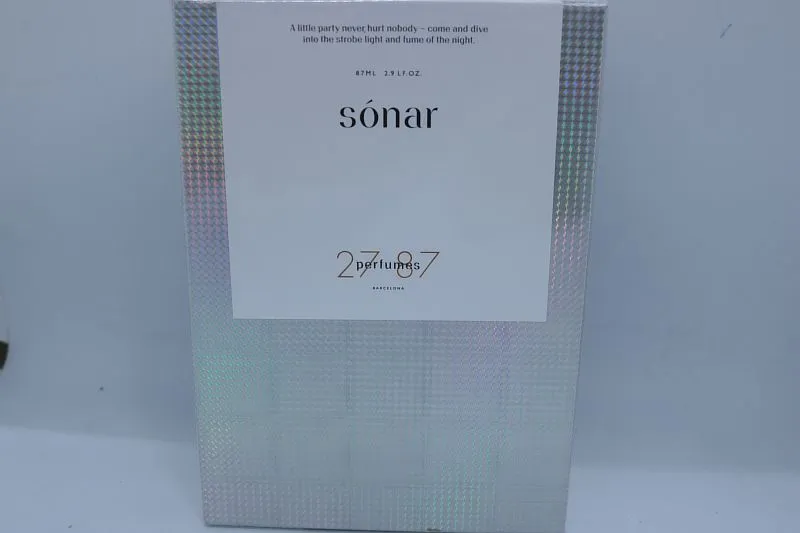 A little party never hurt nobody – come and dive
into the strobe light and fume of the night.
87ML 2.9 LF.OZ.
sónar
27 87
perfumes
BARCELONA